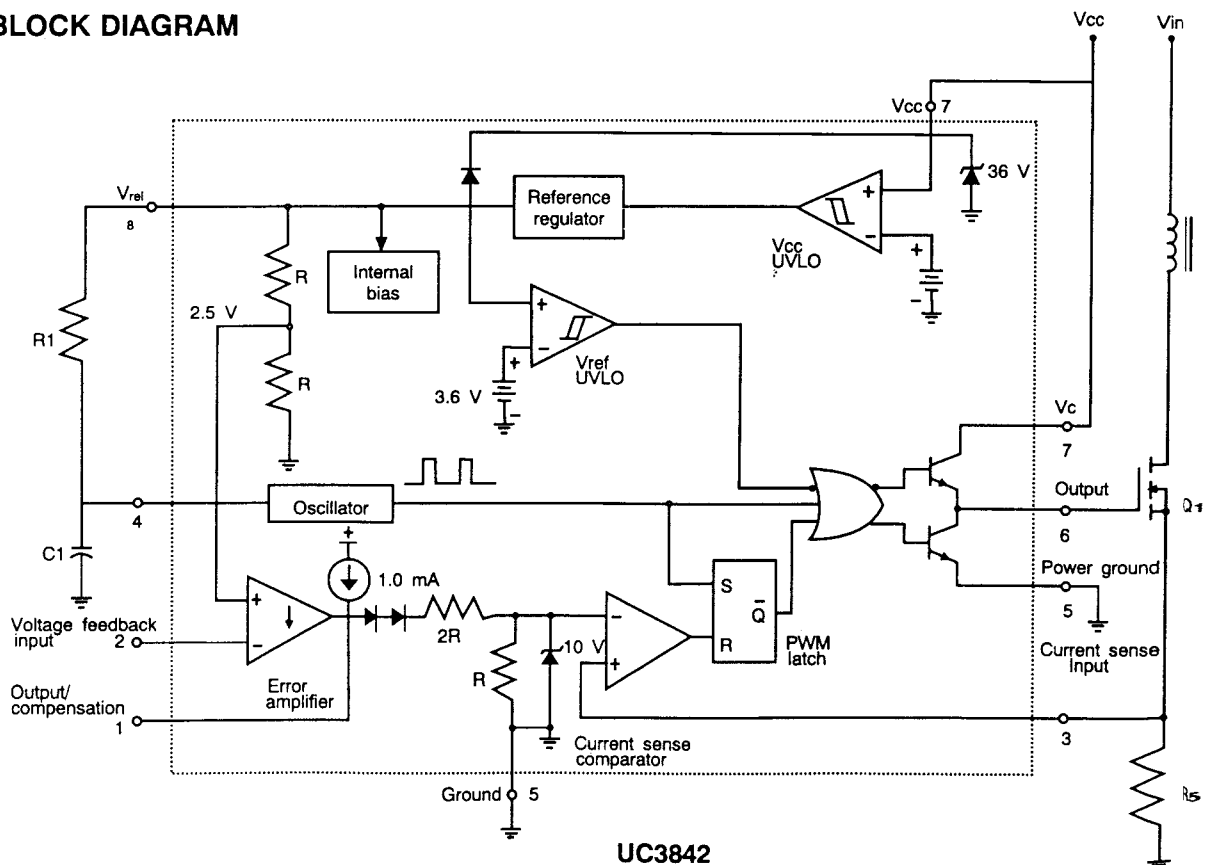 BLOCK DIAGRAM
Vcc
Vin
Vcc 7
36 V
Vrel
8
Reference
regulator
+
-
Vcc
UVLO
+
-
Internal
bias
R
2.5 V
R1
R
+
-
Vref
UVLO
+
-
3.6 V
Vc
7
Oscillator
4
Output
6
Q1
C1
+
1.0 mA
Power ground
5
S
R
Q
PWM
latch
Voltage feedback
input 2
+
-
2R
-
+
10 V
R
Current sense
Input
Error
amplifier
Output/
compensation
1
3
Current sense
comparator
Ground 5
RS
UC3842